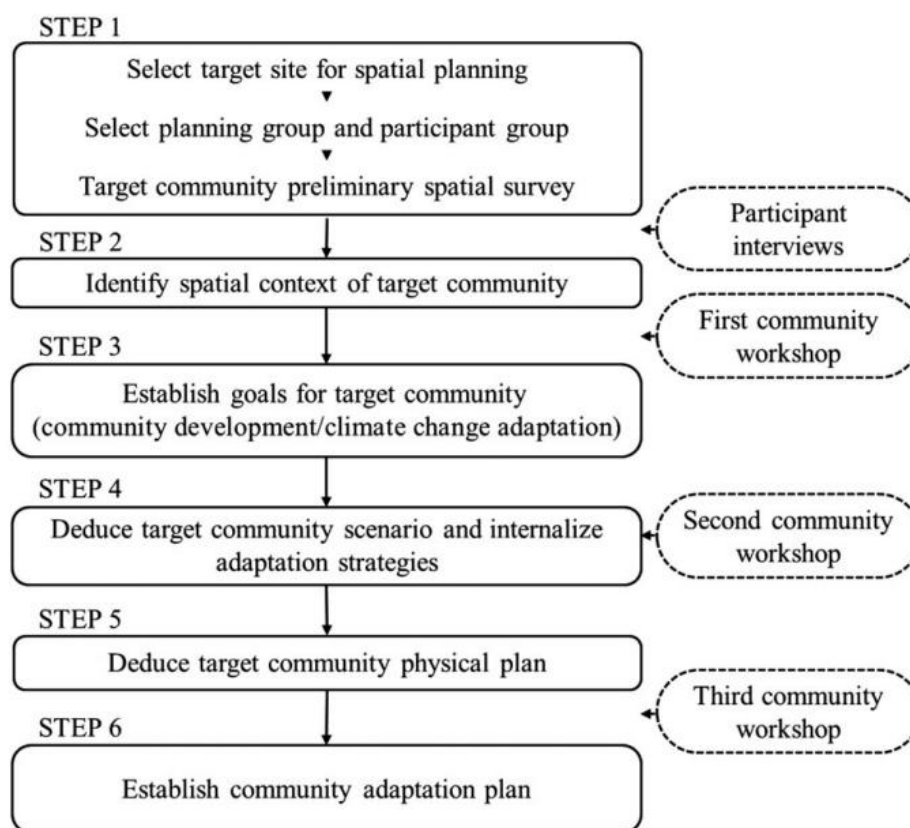 STEP 1
Select target site for spatial planning
Select planning group and participant group
Target community preliminary spatial survey
Participant
interviews
STEP 2
Identify spatial context of target community
First community
workshop
STEP 3
Establish goals for target community
(community development/climate change adaptation)
STEP 4
Deduce target community scenario and internalize
adaptation strategies
Second community
workshop
STEP 5
Deduce target community physical plan
Third community
workshop
STEP 6
Establish community adaptation plan